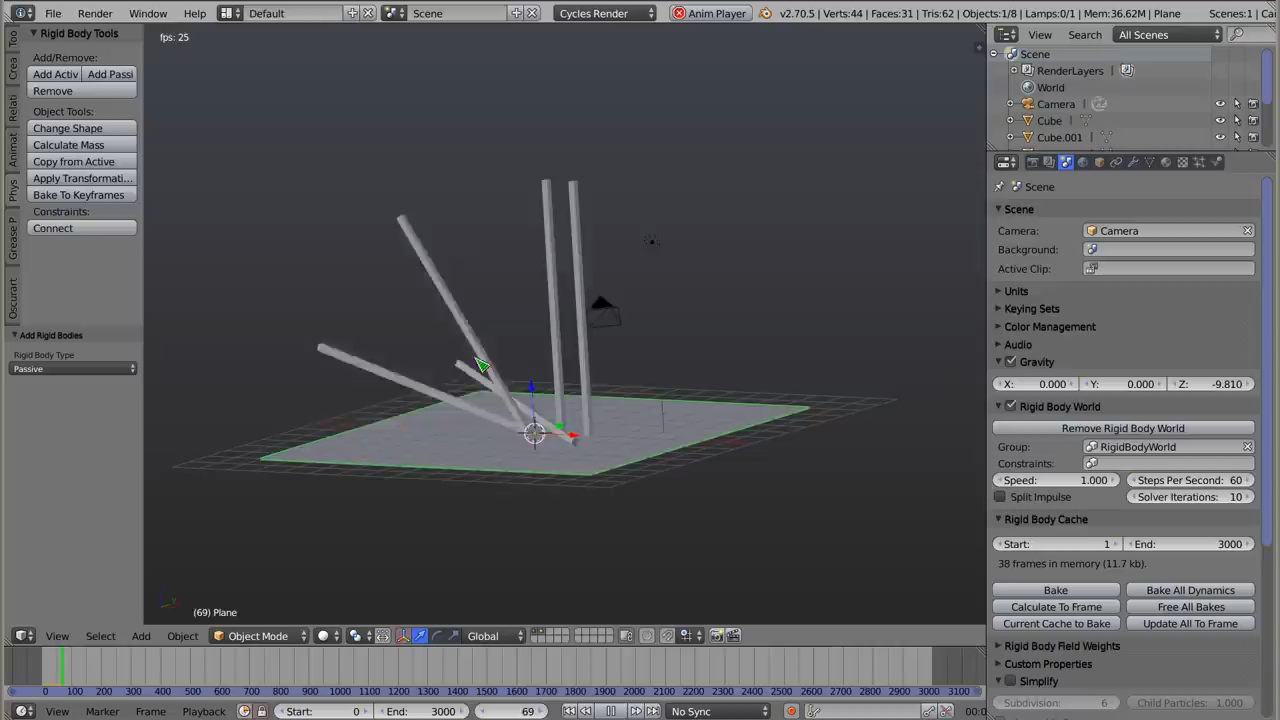 File Render Window Help Default Scene Cycles Render Anim Player v2.70.5 | Verts:44 | Faces:31 | Tris:62 | Objects:1/8 | Lamps:0/1 | Mem:36.62M | Plane Scenes:1 | Ca
Rigid Body Tools
Add/Remove:
Add Activ Add Passi
Remove
Object Tools:
Change Shape
Calculate Mass
Copy from Active
Apply Transformati...
Bake To Keyframes
Constraints:
Connect
Too
Crea
Relati
Animat
Phys
Grease P
Oscurart
Add Rigid Bodies
Rigid Body Type
Passive
fps: 25
(69) Plane
View Select Add Object Object Mode Global
View Search All Scenes
Scene
RenderLayers
World
Camera
Cube
Cube.001
Scene
Scene
Camera: Camera
Background:
Active Clip:
Units
Keying Sets
Color Management
Audio
Gravity
X: 0.000 Y: 0.000 Z: -9.810
Rigid Body World
Remove Rigid Body World
Group: RigidBodyWorld
Constraints:
Speed: 1.000 Steps Per Second: 60
Split Impulse Solver Iterations: 10
Rigid Body Cache
Start: 1 End: 3000
38 frames in memory (11.7 kb).
Bake Bake All Dynamics
Calculate To Frame Free All Bakes
Current Cache to Bake Update All To Frame
Rigid Body Field Weights
Custom Properties
Simplify
Subdivision: 6 Child Particles: 1.000
0 100 200 300 400 500 600 700 800 900 1000 1100 1200 1300 1400 1500 1600 1700 1800 1900 2000 2100 2200 2300 2400 2500 2600 2700 2800 2900 3000 3100
View Marker Frame Playback Start: 0 End: 3000 69 No Sync 00:0